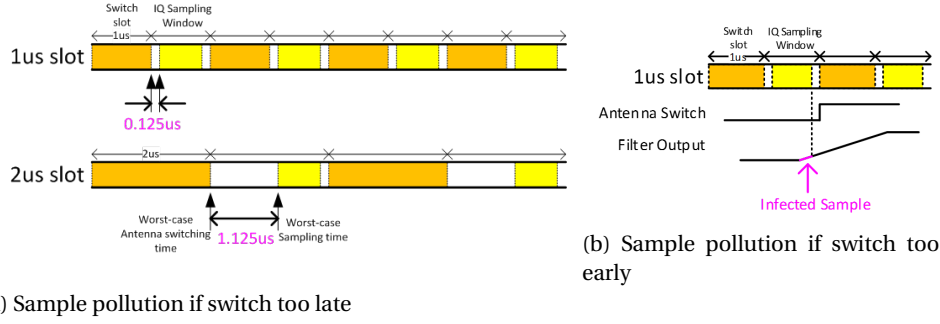 Switch
slot
1us
IQ Sampling
Window
1us slot
0.125us
2us
2us slot
Worst-case
Antenna switching
time
1.125us
Worst-case
Sampling time
) Sample pollution if switch too late
Switch
slot
1us
IQ Sampling
Window
1us slot
Antenna Switch
Filter Output
Infected Sample
(b) Sample pollution if switch too
early